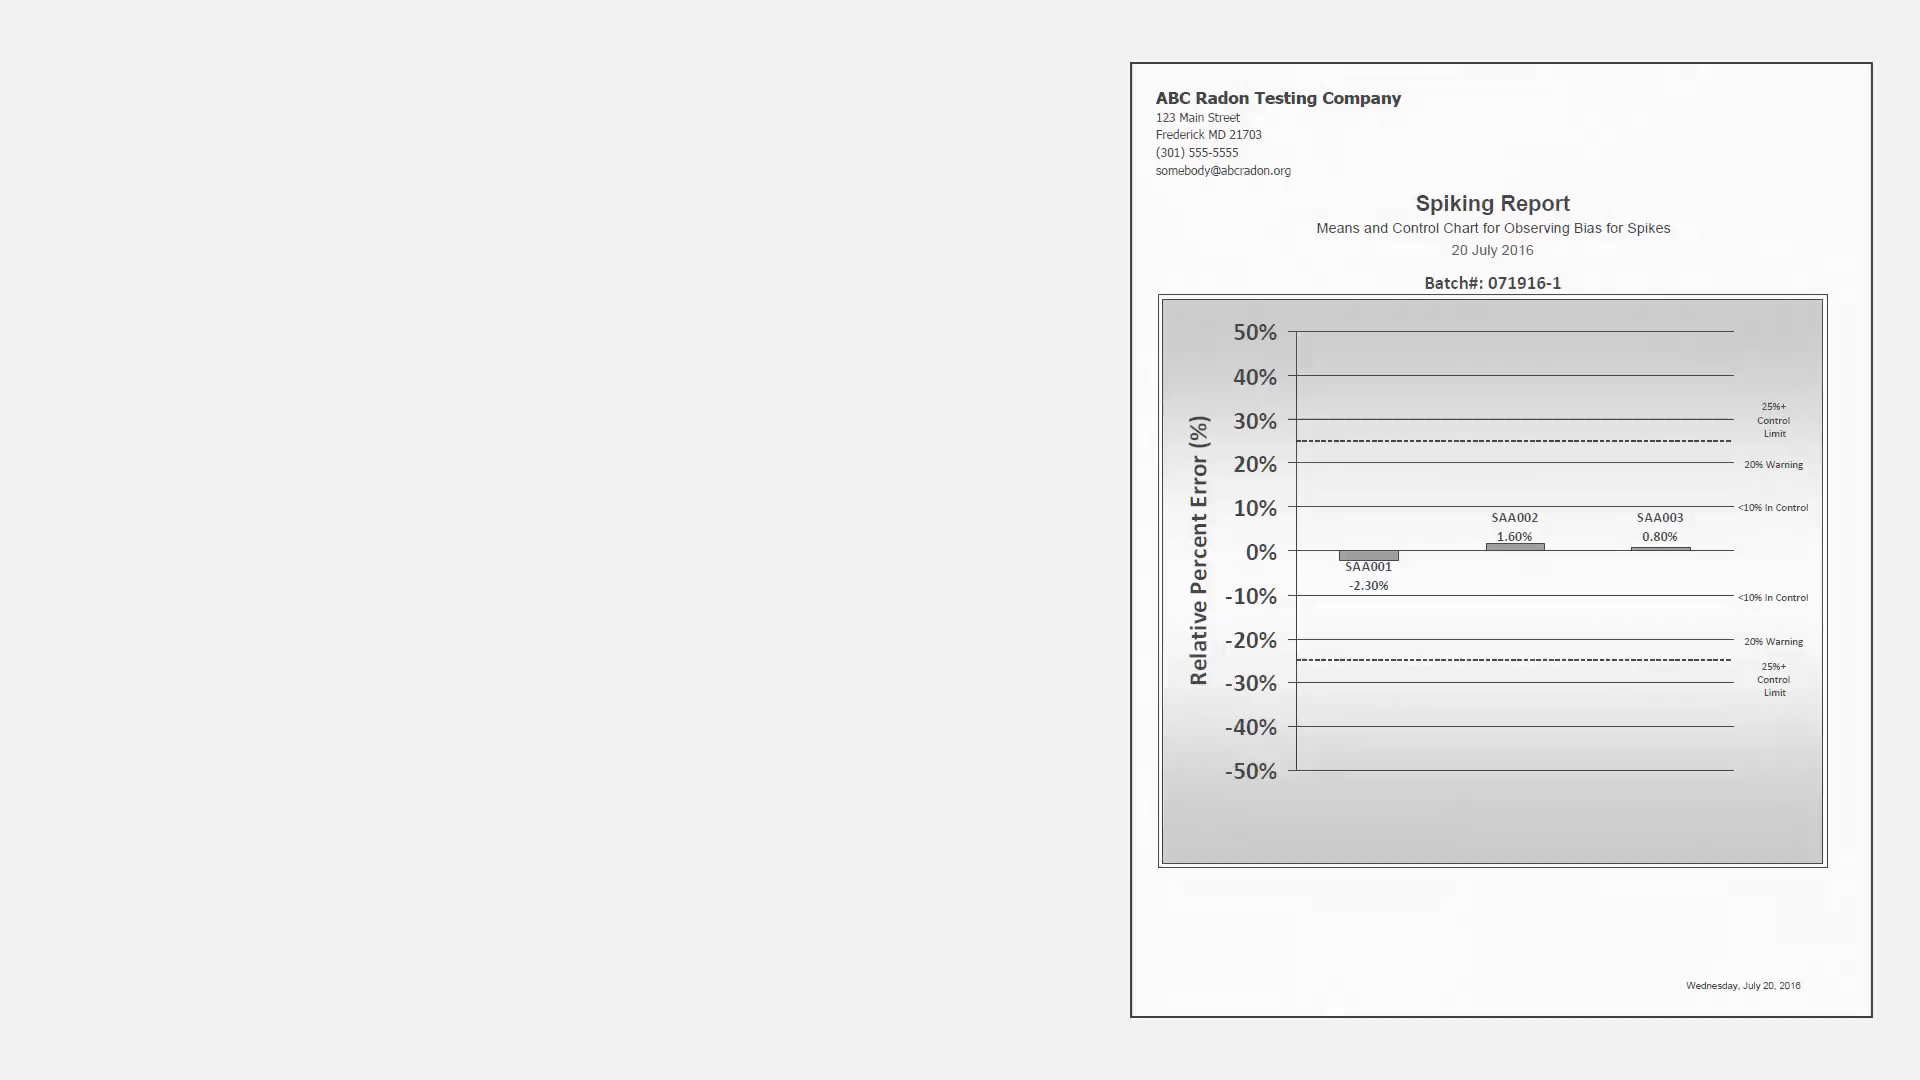 ABC Radon Testing Company
123 Main Street
Frederick MD 21703
(301) 555-5555
somebody@abcradon.org
Spiking Report
Means and Control Chart for Observing Bias for Spikes
20 July 2016
Batch#: 071916-1
Relative Percent Error (%)
50%
40%
30%
20%
10%
0%
-10%
-20%
-30%
-40%
-50%
SAA001
-2.30%
SAA002
1.60%
SAA003
0.80%
25%+
Control
Limit
20% Warning
<10% In Control
<10% In Control
20% Warning
25%+
Control
Limit
Wednesday, July 20, 2016